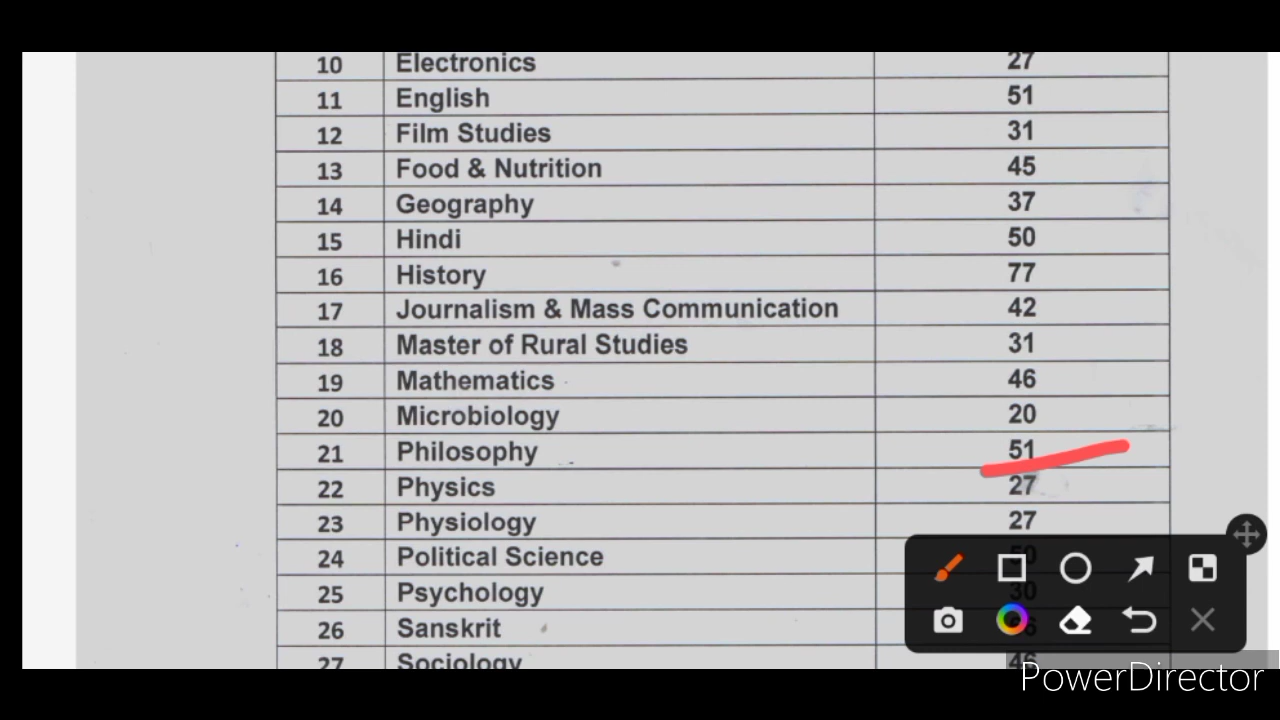 10 Electronics 27
11 English 51
12 Film Studies 31
13 Food & Nutrition 45
14 Geography 37
15 Hindi 50
16 History 77
17 Journalism & Mass Communication 42
18 Master of Rural Studies 31
19 Mathematics 46
20 Microbiology 20
21 Philosophy 51
22 Physics 27
23 Physiology 27
24 Political Science 50
25 Psychology 30
26 Sanskrit
27 Sociology 46
PowerDirector